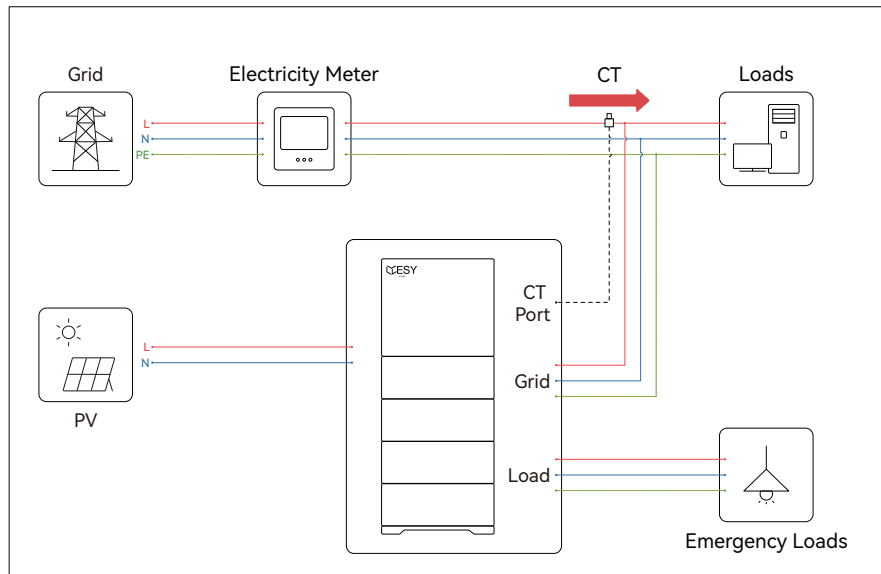 Grid
Electricity Meter
CT
Loads
L
N
PE
ESY
CT
Port
L
N
Grid
PV
Load
Emergency Loads